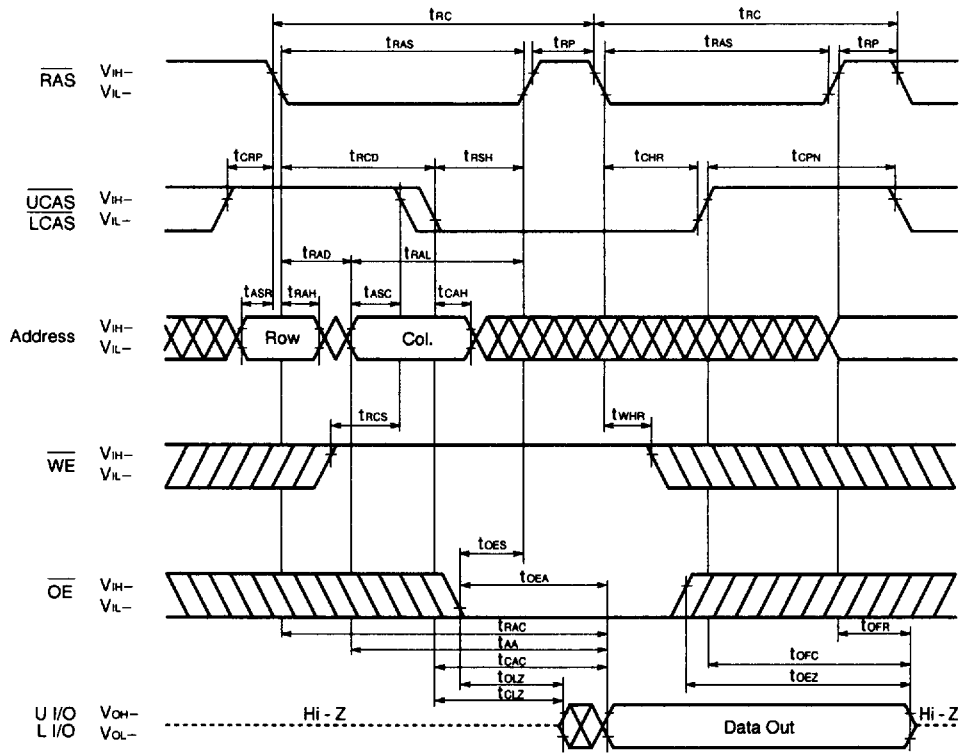 tRC tRC
tRAS tRP tRAS tRP
RAS VIH–
VIL–
tCRP tRCD tRSH tCHR tCPN
UCAS VIH–
LCAS VIL–
tRAD tRAL
tASR tRAH tASC tCAH
Address VIH–
VIL–
Row Col.
tRCS tWHR
WE VIH–
VIL–
tOES
tOEA
OE VIH–
VIL–
tRAC tOFR
tAA
tCAC tOFC
tOLZ tOEZ
tCLZ
U I/O VOH–
L I/O VOL–
Hi - Z Data Out Hi - Z